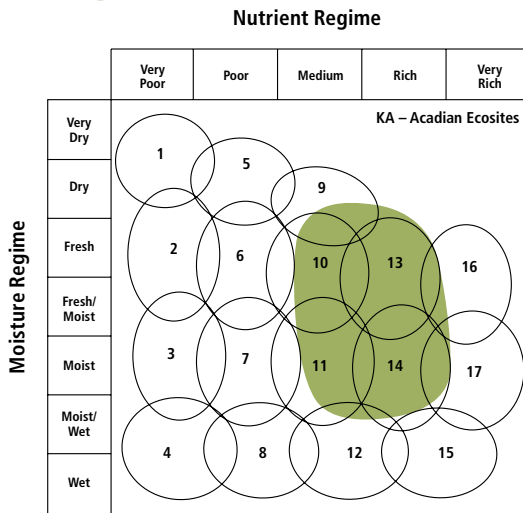 Nutrient Regime
Very
Poor
Poor
Medium
Rich
Very
Rich
Moisture Regime
Very
Dry
Dry
Fresh
Fresh/
Moist
Moist
Moist/
Wet
Wet
KA – Acadian Ecosites
1
5
9
2
6
10
13
16
3
7
11
14
17
4
8
12
15